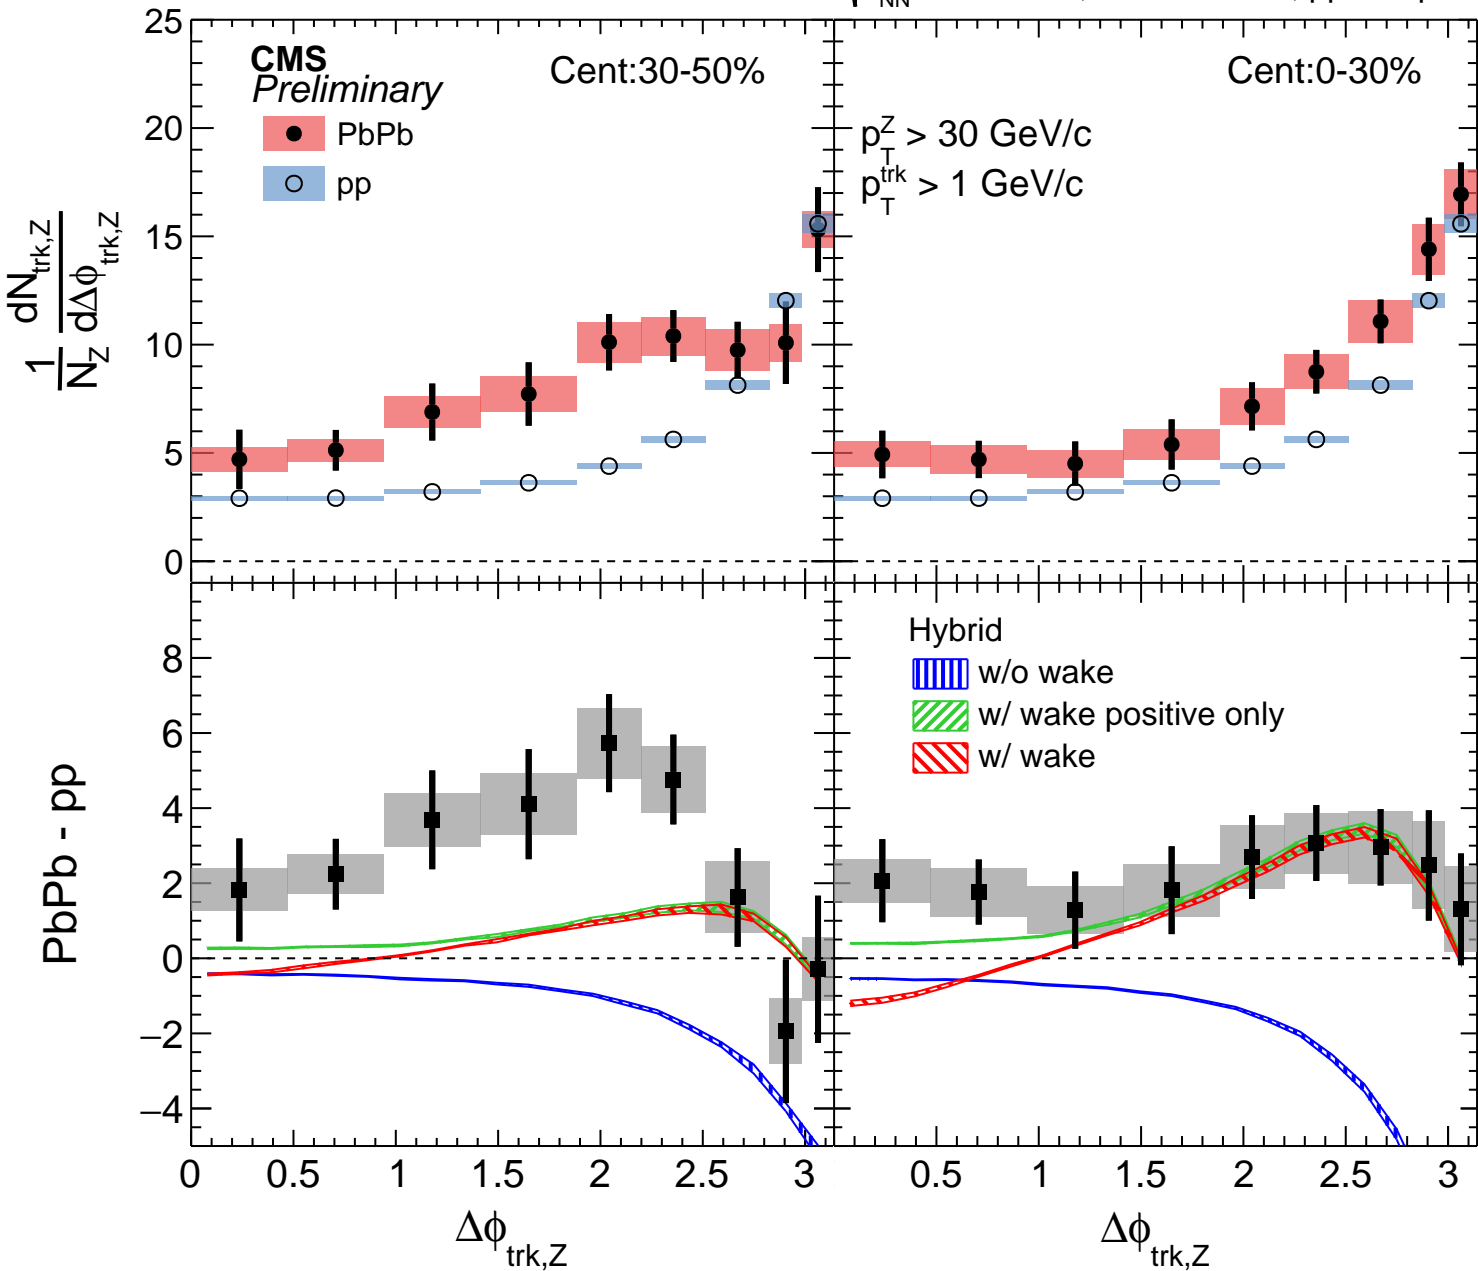 NN
25
20
15
10
5
0
CMS
Preliminary
PbPb
pp
Cent:30-50%
Cent:0-30%
p_T^Z > 30 GeV/c
p_T^trk > 1 GeV/c
1/N_Z dN_trk,Z/dΔϕ_trk,Z
8
6
4
2
0
−2
−4
PbPb - pp
Hybrid
w/o wake
w/ wake positive only
w/ wake
0 0.5 1 1.5 2 2.5 3
0.5 1 1.5 2 2.5 3
Δϕ_trk,Z
Δϕ_trk,Z